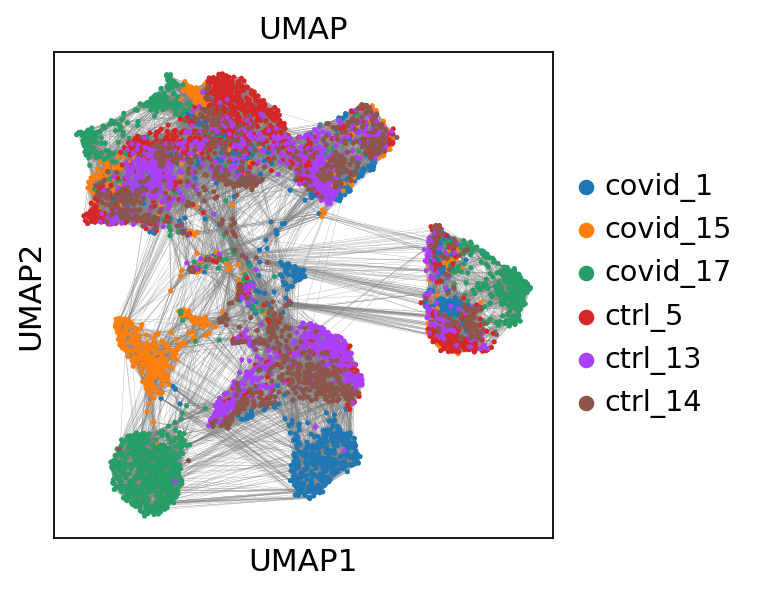 UMAP
UMAP2
covid_1
covid_15
covid_17
ctrl_5
ctrl_13
ctrl_14
UMAP1